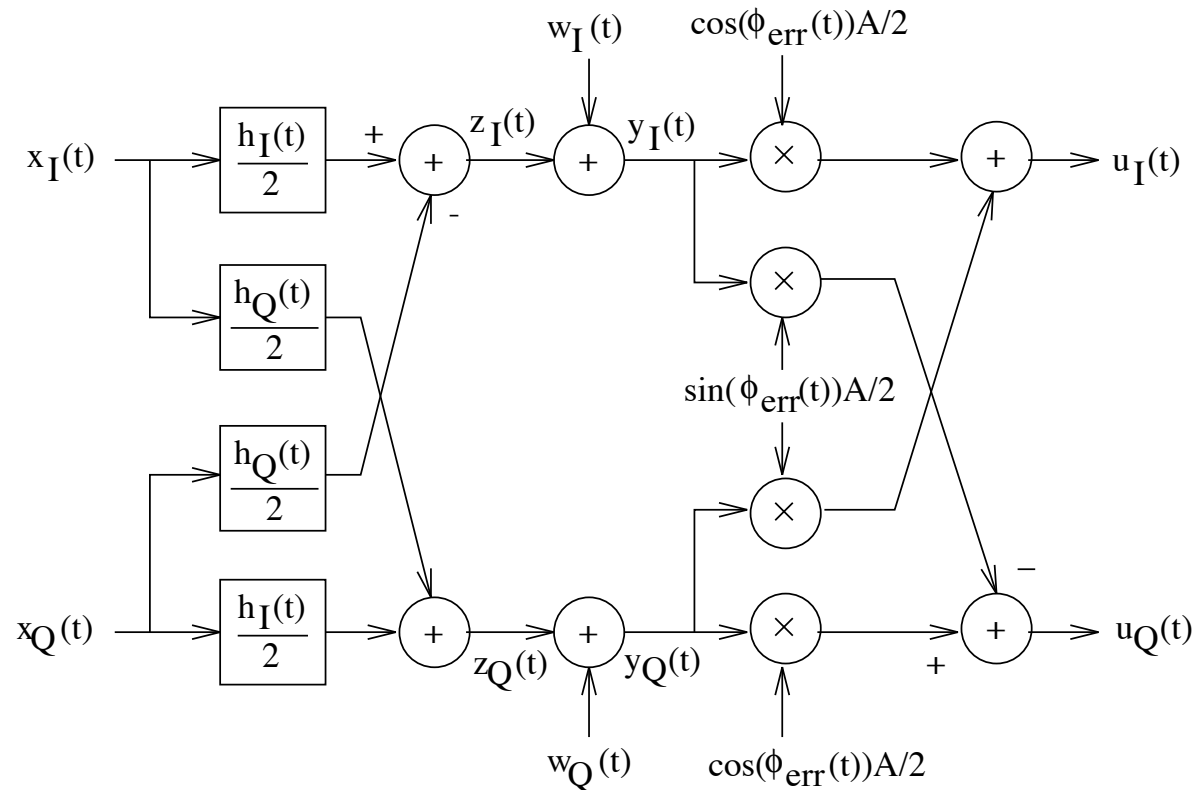 w_I(t)
cos(ϕ_err(t))A/2
x_I(t)
h_I(t)
2
+
+
z_I(t)
+
y_I(t)
×
+
u_I(t)
-
h_Q(t)
2
×
sin(ϕ_err(t))A/2
h_Q(t)
2
×
x_Q(t)
h_I(t)
2
+
z_Q(t)
+
y_Q(t)
×
+
−
+
u_Q(t)
w_Q(t)
cos(ϕ_err(t))A/2